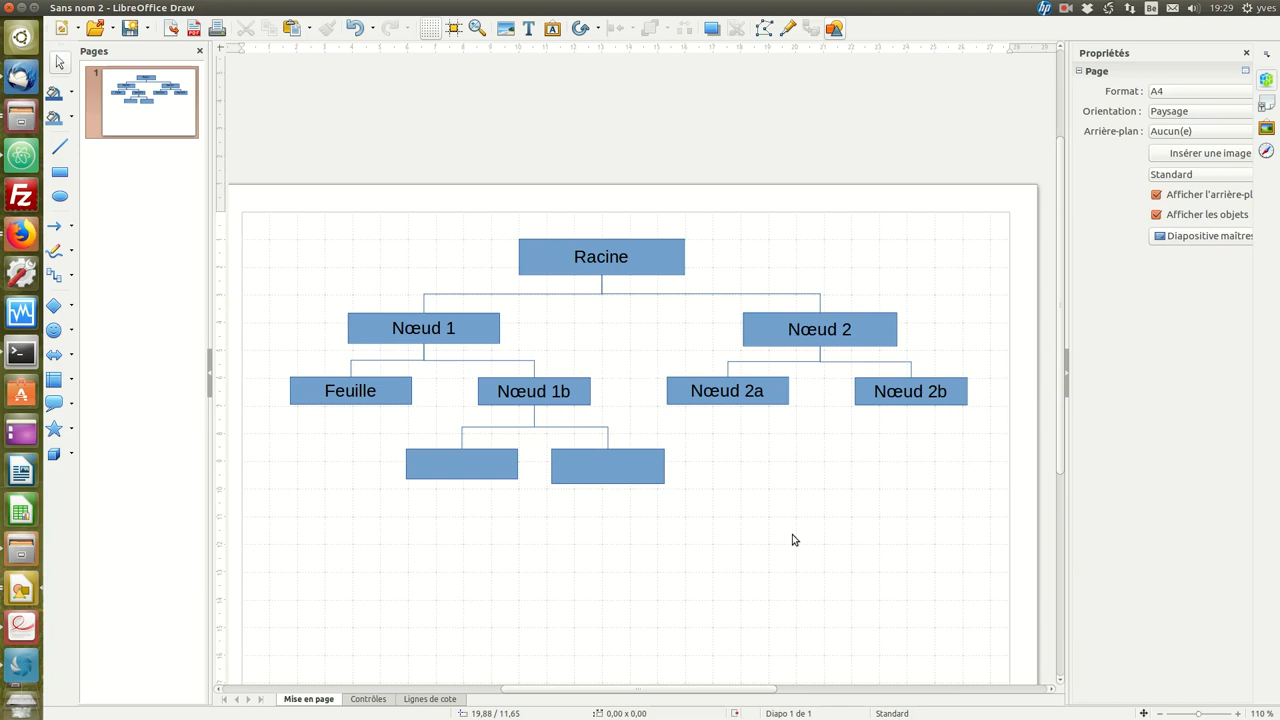 Sans nom 2 - LibreOffice Draw
Be
19:29
Pages
1
Propriétés
Page
Format :
A4
Orientation :
Paysage
Arrière-plan :
Aucun(e)
Insérer une image
Standard
Afficher l'arrière-pl
Afficher les objets
Diapositive maîtres
Racine
Nœud 1
Nœud 2
Feuille
Nœud 1b
Nœud 2a
Nœud 2b
Mise en page
Contrôles
Lignes de cote
19,88 / 11,65
0,00 x 0,00
Diapo 1 de 1
Standard
110 %